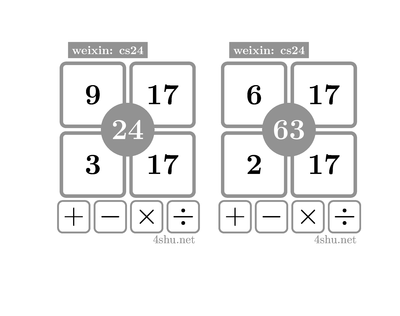 weixin: cs24
9 17
24
3 17
+ − × ÷
4shu.net
weixin: cs24
6 17
63
2 17
+ − × ÷
4shu.net